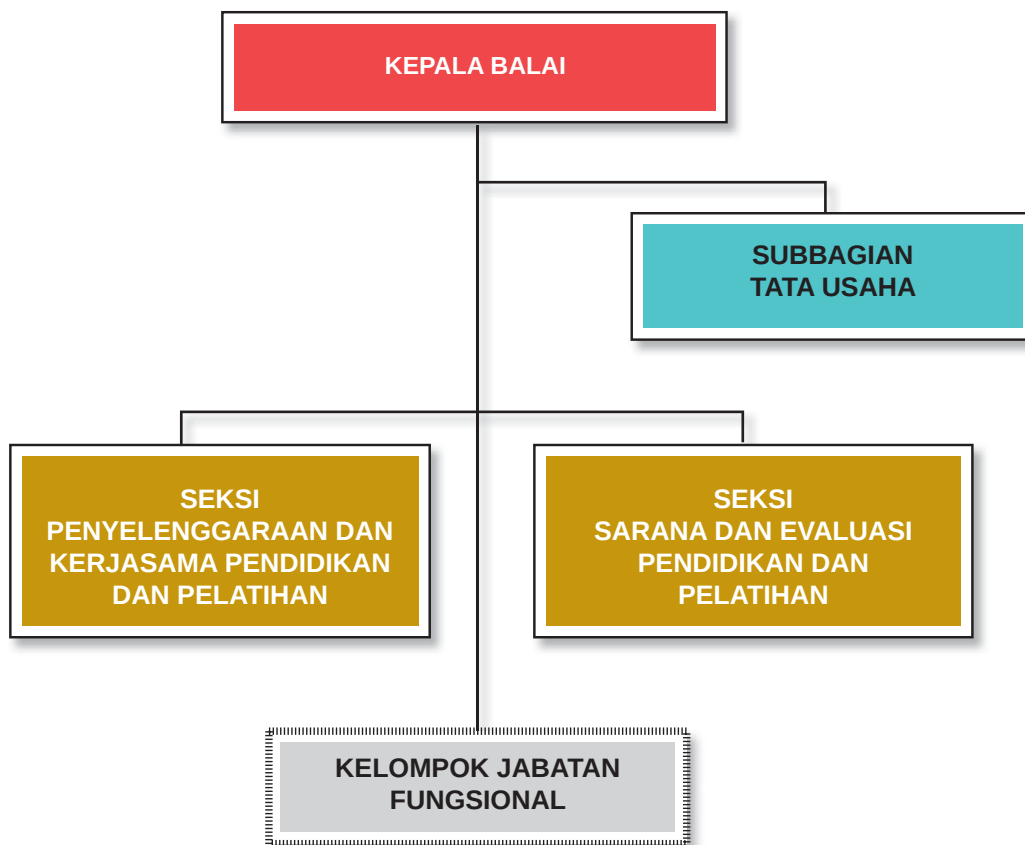 KEPALA BALAI
SUBBAGIAN
TATA USAHA
SEKSI
PENYELENGGARAAN DAN
KERJASAMA PENDIDIKAN
DAN PELATIHAN
SEKSI
SARANA DAN EVALUASI
PENDIDIKAN DAN
PELATIHAN
KELOMPOK JABATAN
FUNGSIONAL